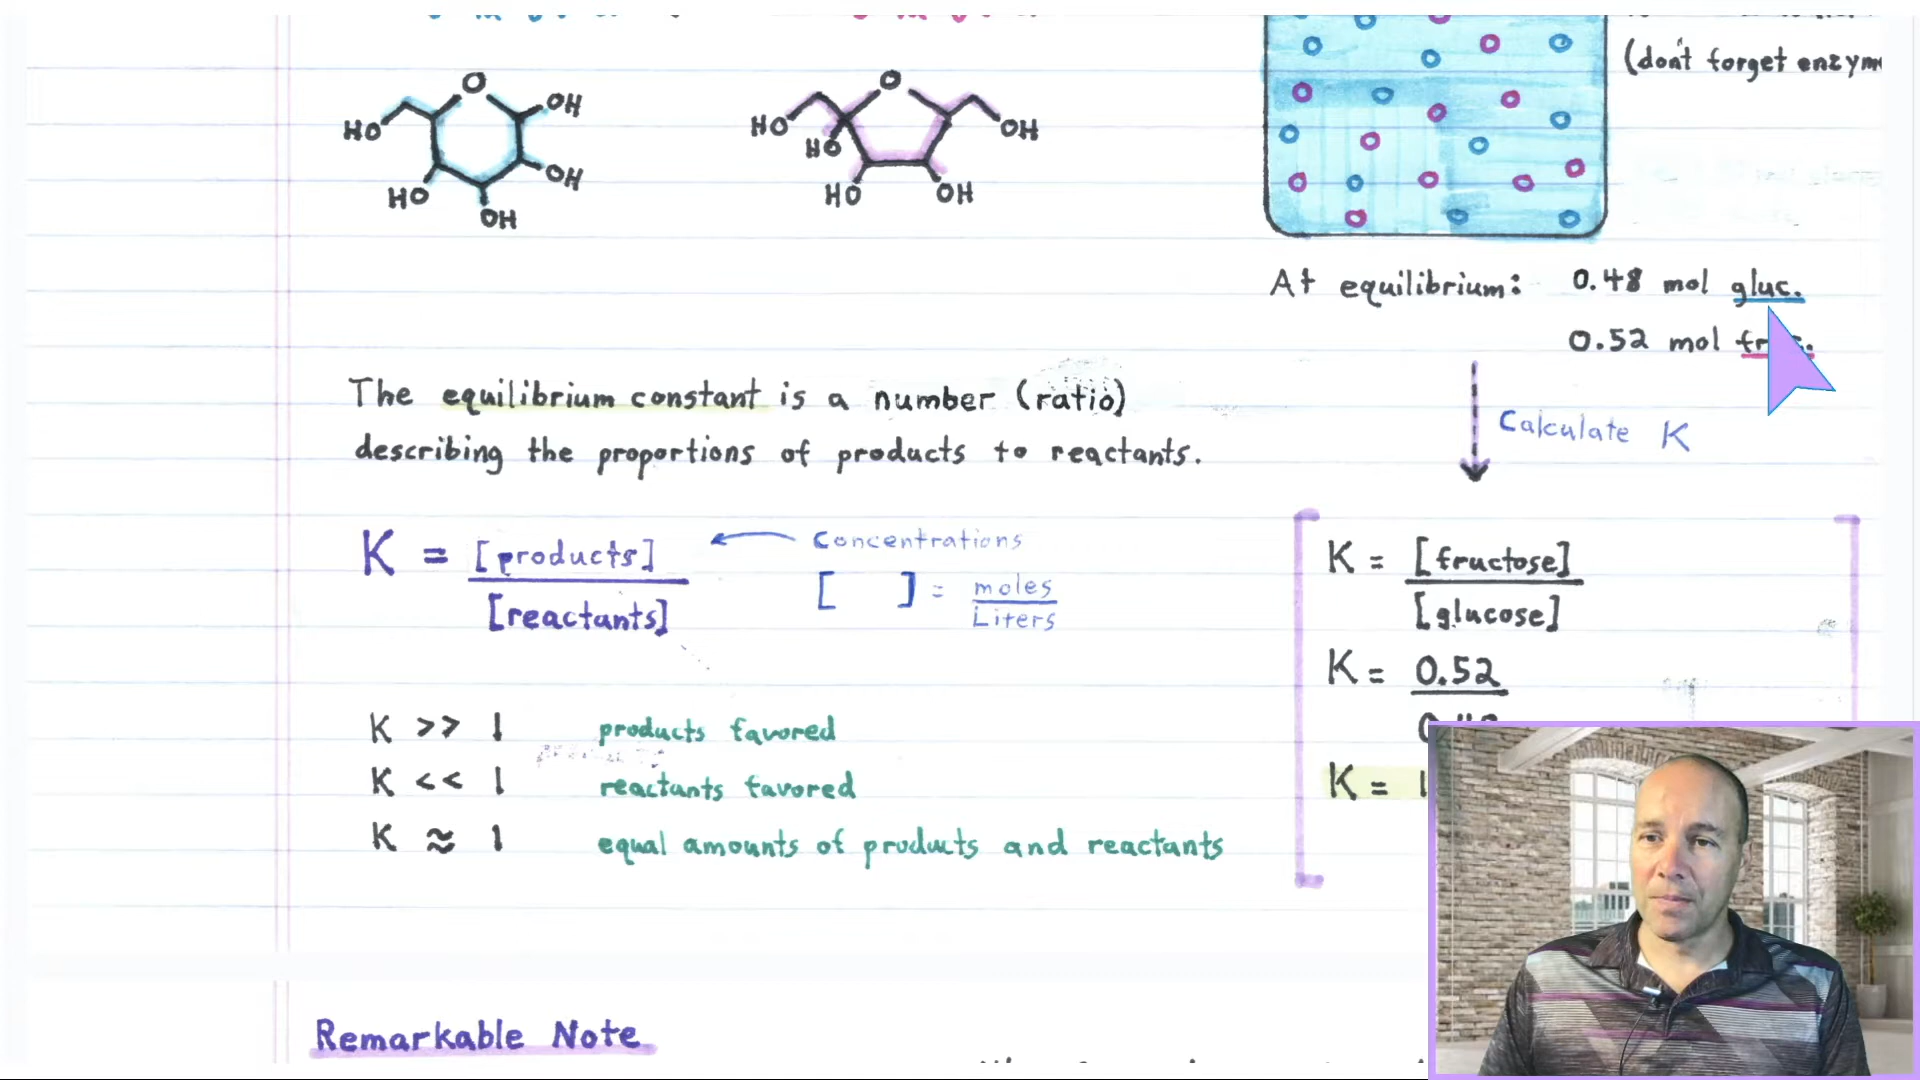 (don't forget enzym
O
OH
HO
OH
HO
OH
O
HO
OH
HO
HO
OH
At equilibrium: 0.48 mol gluc.
0.52 mol
Calculate K
The equilibrium constant is a number (ratio)
describing the proportions of products to reactants.
K = [products]
[reactants]
Concentrations
[ ] = moles
Liters
K >> 1 products favored
K << 1 reactants favored
K ≈ 1 equal amounts of products and reactants
K = [fructose]
[glucose]
K = 0.52
K = 1
Remarkable Note